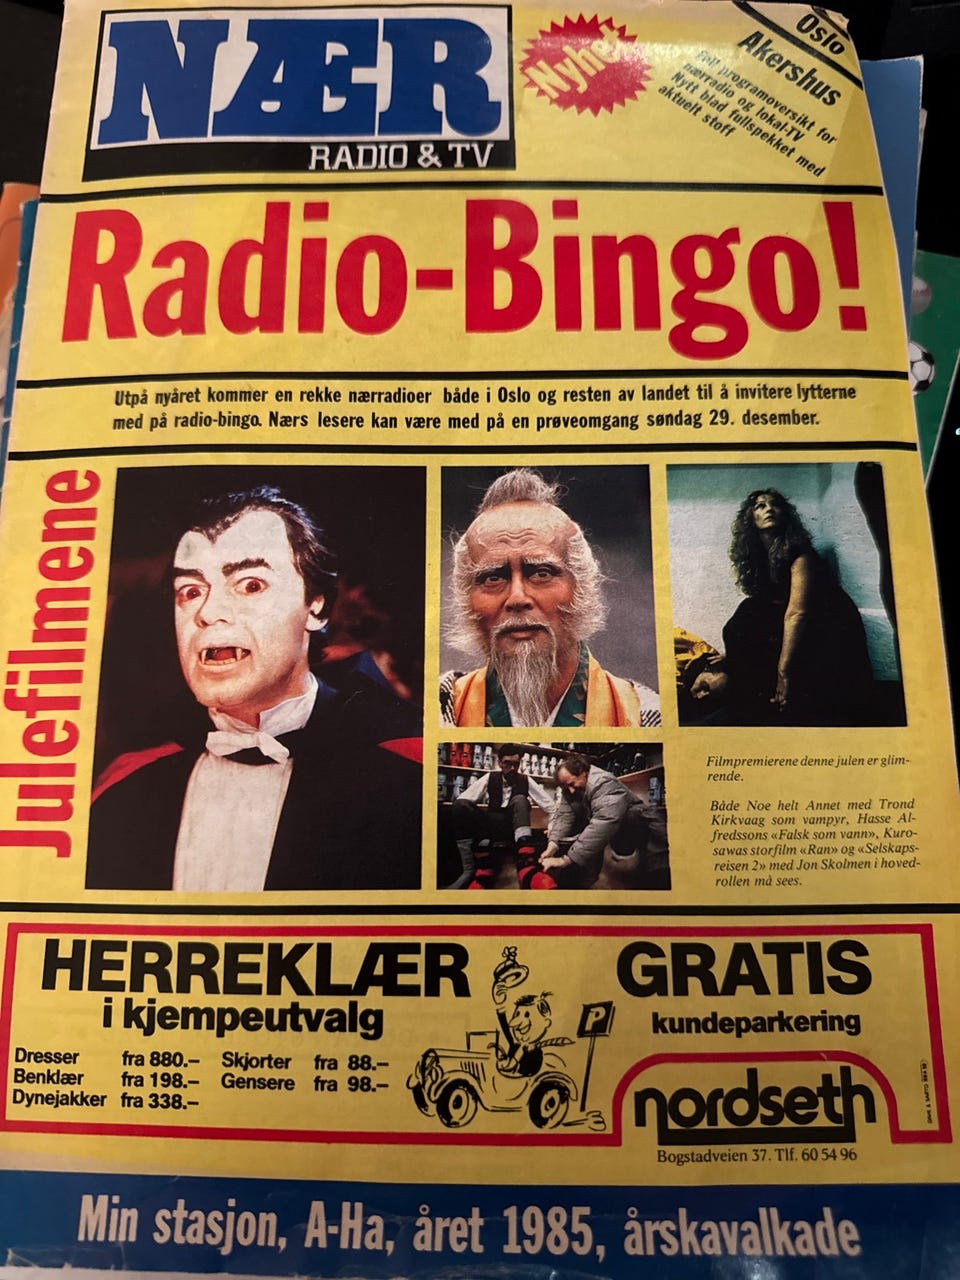 NÆR
RADIO & TV
Nyhet
Oslo
Akershus
Full programoversikt for
nærradio og lokal-TV
Nytt blad fullspekket med
aktuelt stoff
Radio-Bingo!
Utpå nyåret kommer en rekke nærradioer både i Oslo og resten av landet til å invitere lytterne
med på radio-bingo. Nærs lesere kan være med på en prøveomgang søndag 29. desember.
Julefilmene
Filmpremierene denne julen er glim-
rende.
Både Noe helt Annet med Trond
Kirkvaag som vampyr, Hasse Al-
fredssons «Falsk som vann», Kuro-
sawas storfilm «Ran» og «Selskaps-
reisen 2» med Jon Skolmen i hoved-
rollen må sees.
HERREKLÆR
i kjempeutvalg
Dresser fra 880.–
Benklær fra 198.–
Dynejakker fra 338.–
Skjorter fra 88.–
Gensere fra 98.–
P
GRATIS
kundeparkering
nordseth
Bogstadveien 37. Tlf. 60 54 96
Min stasjon, A-Ha, året 1985, årskavalkade